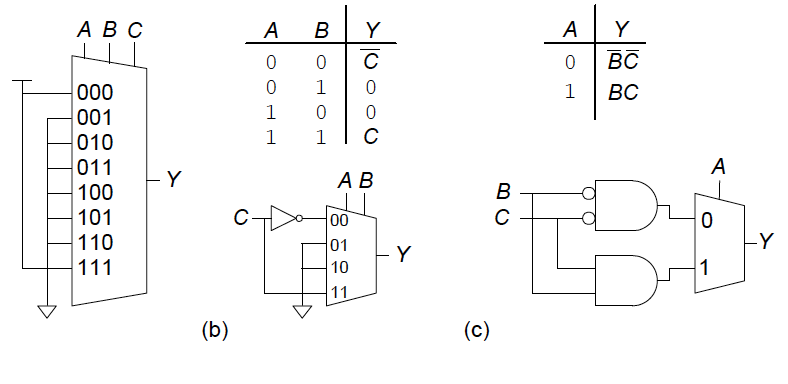 A B C
000
001
010
011
100
101
110
111
Y
A B Y
0 0 C̅
0 1 0
1 0 0
1 1 C
A B
C
00
01
10
11
Y
(b)
A Y
0 B̅C̅
1 BC
A
B
C
0
1
Y
(c)